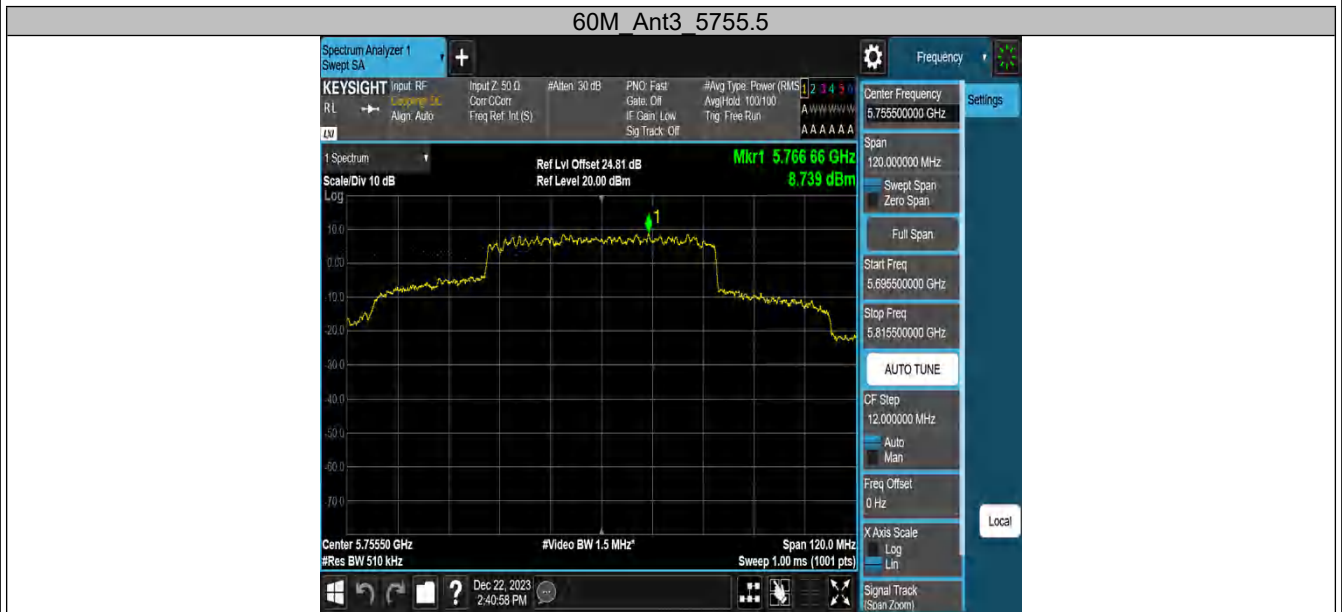 60M_Ant3_5755.5
Spectrum Analyzer 1
Swept SA
+
Frequency
KEYSIGHT
RL
LXI
Input: RF
Coupling: DC
Align: Auto
Input Z: 50 Ω
Corr CCorr
Freq Ref: Int (S)
#Atten: 30 dB
PNO: Fast
Gate: Off
IF Gain: Low
Sig Track: Off
#Avg Type: Power (RMS
Avg|Hold: 100/100
Trig: Free Run
1 2 3 4 5 6
A W W W W W
A A A A A A
Center Frequency
5.755500000 GHz
Settings
Span
120.000000 MHz
Swept Span
Zero Span
Full Span
Start Freq
5.695500000 GHz
Stop Freq
5.815500000 GHz
AUTO TUNE
CF Step
12.000000 MHz
Auto
Man
Freq Offset
0 Hz
X Axis Scale
Log
Lin
Signal Track
(Span Zoom)
Local
1 Spectrum
Scale/Div 10 dB
Log
Ref Lvl Offset 24.81 dB
Ref Level 20.00 dBm
Mkr1 5.766 66 GHz
8.739 dBm
1
10.0
0.00
-10.0
-20.0
-30.0
-40.0
-50.0
-60.0
-70.0
Center 5.75550 GHz
#Res BW 510 kHz
#Video BW 1.5 MHz*
Span 120.0 MHz
Sweep 1.00 ms (1001 pts)
?
Dec 22, 2023
2:40:58 PM